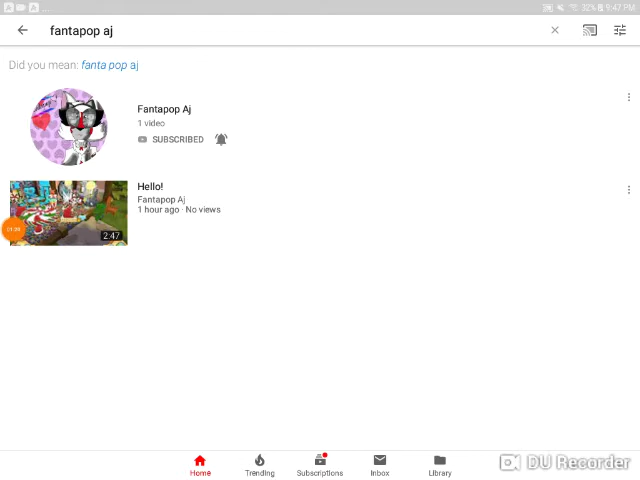 32% 9:47 PM
fantapop aj
Did you mean: fanta pop aj
Fantapop Aj
1 video
SUBSCRIBED
Hello!
Fantapop Aj
1 hour ago · No views
2:47
Home
Trending
Subscriptions
Inbox
Library
DU Recorder